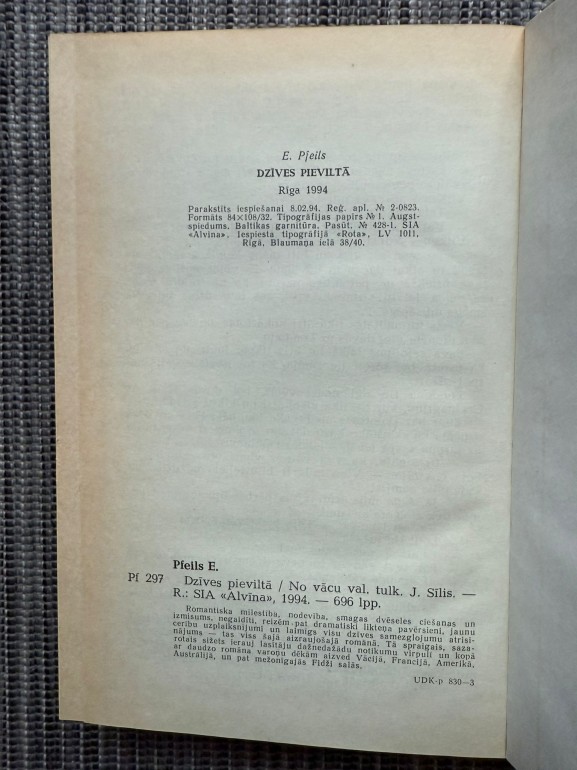 E. Pfeils
DZĪVES PIEVILTĀ
Rīga 1994
Parakstīts iespiešanai 8.02.94. Reģ. apl. № 2-0823.
Formāts 84×108/32. Tipogrāfijas papīrs № 1. Augst-
spiedums. Baltikas garnitūra. Pasūt. № 428-1. SIA
«Alvīna». Iespiesta tipogrāfijā «Rota», LV 1011,
Rīgā, Blaumaņa ielā 38/40.
Pfeils E.
Pf 297 Dzīves pieviltā / No vācu val. tulk. J. Sīlis. —
R.: SIA «Alvīna», 1994. — 696 lpp.
Romantiska mīlestība, nodevība, smagas dvēseles ciešanas un
izmisums, negaidīti, reizēm pat dramatiski likteņa pavērsieni, jaunu
cerību uzplaiksnījumi un laimīgs visu dzīves samezglojumu atrisi-
nājums — tas viss šajā aizraujošajā romānā. Tā spraigais, saza-
rotais sižets ierauj lasītāju dažnedažādu notikumu virpulī un kopā
ar daudzo romāna varoņu dēkām aizved Vācijā, Francijā, Amerikā,
Austrālijā, un pat mežonīgajās Fidži salās.
UDK-p 830—3